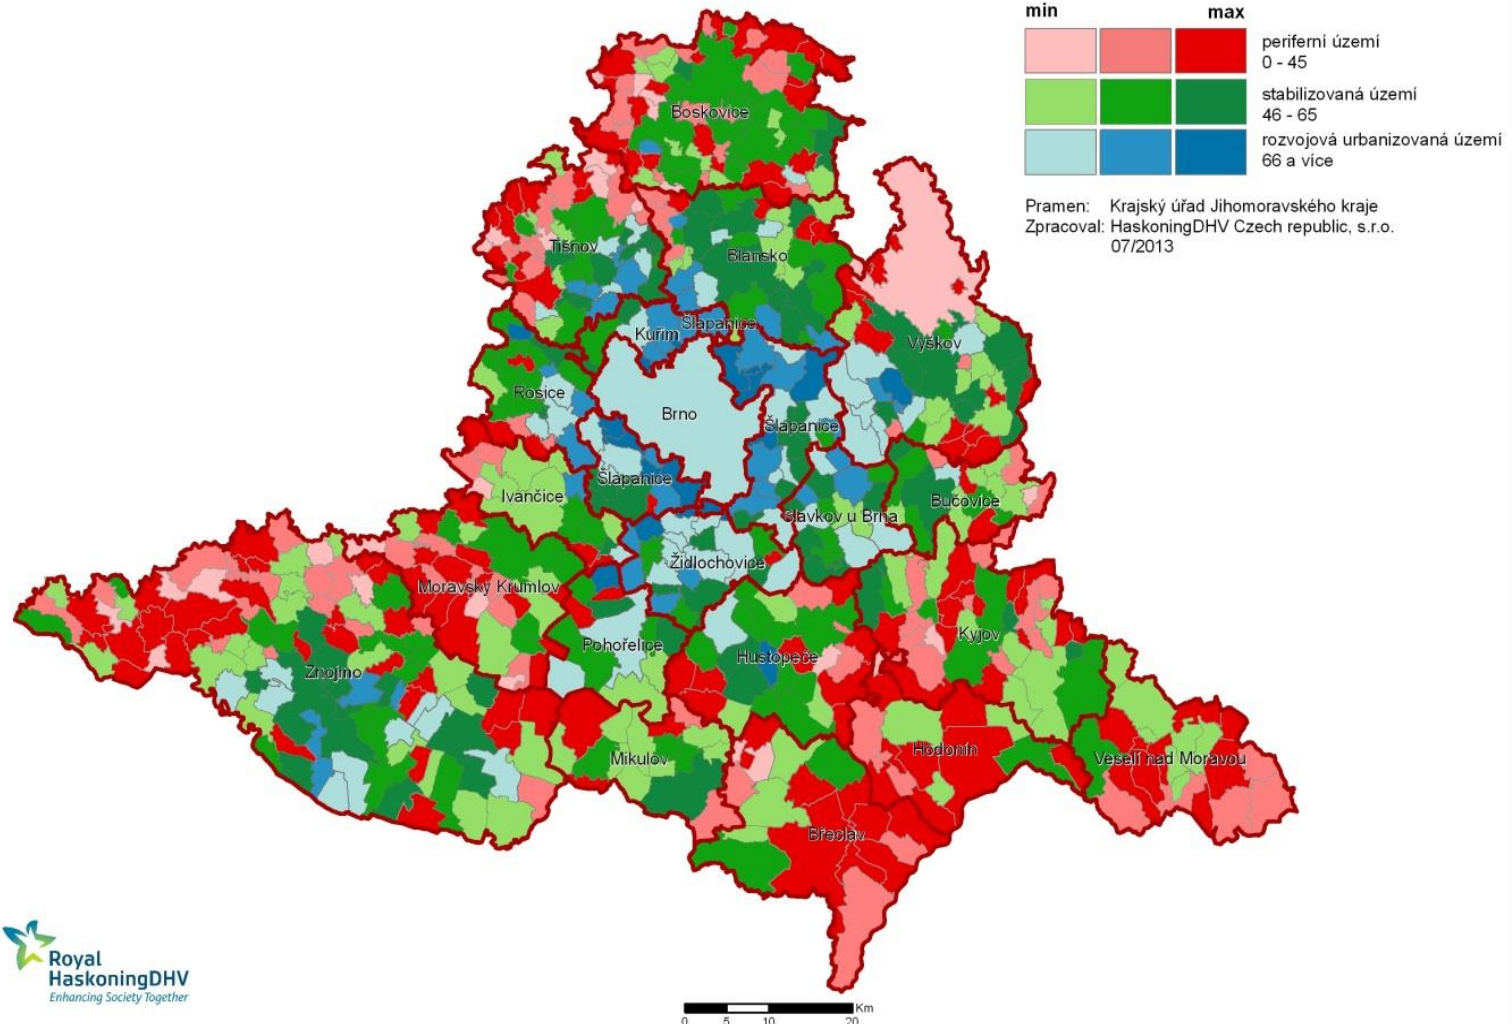 min max
periferní území
0 - 45
stabilizovaná území
46 - 65
rozvojová urbanizovaná území
66 a více
Pramen: Krajský úřad Jihomoravského kraje
Zpracoval: HaskoningDHV Czech republic, s.r.o.
07/2013
Boskovice
Tišnov
Blansko
Kuřim
Šlapanice
Vyškov
Rosice
Brno
Šlapanice
Šlapanice
Ivančice
Bučovice
Slavkov u Brna
Židlochovice
Moravský Krumlov
Kyjov
Pohořelice
Hustopeče
Znojmo
Hodonín
Mikulov
Veselí nad Moravou
Břeclav
Royal
HaskoningDHV
Enhancing Society Together
Km
0 5 10 20